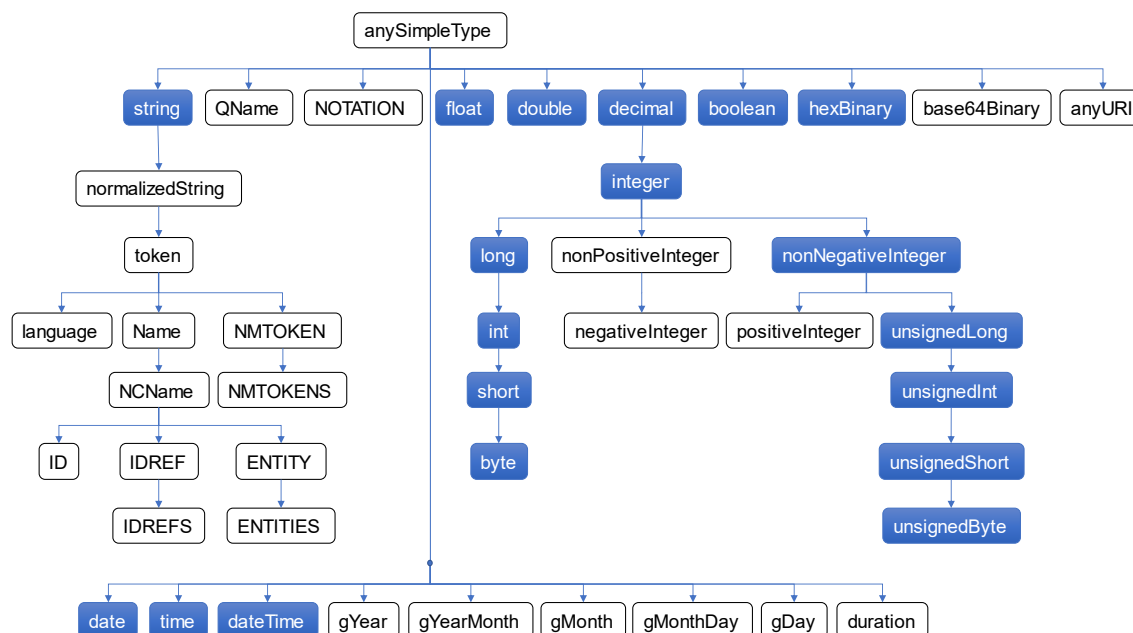 anySimpleType
string QName NOTATION float double decimal boolean hexBinary base64Binary anyURI
normalizedString integer
token long nonPositiveInteger nonNegativeInteger
language Name NMTOKEN int negativeInteger positiveInteger unsignedLong
NCName NMTOKENS short unsignedInt
ID IDREF ENTITY byte unsignedShort
IDREFS ENTITIES unsignedByte
date time dateTime gYear gYearMonth gMonth gMonthDay gDay duration